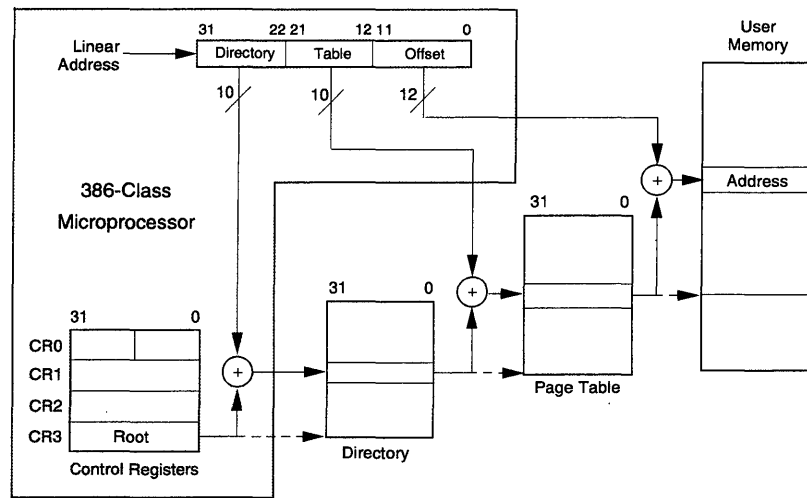 31 22 21 12 11 0
Linear
Address
Directory Table Offset
10 10 12
User
Memory
386-Class
Microprocessor
Address
31 0
31 0
31 0
CR0
CR1
CR2
CR3 Root
Control Registers
Directory
Page Table
+
+
+